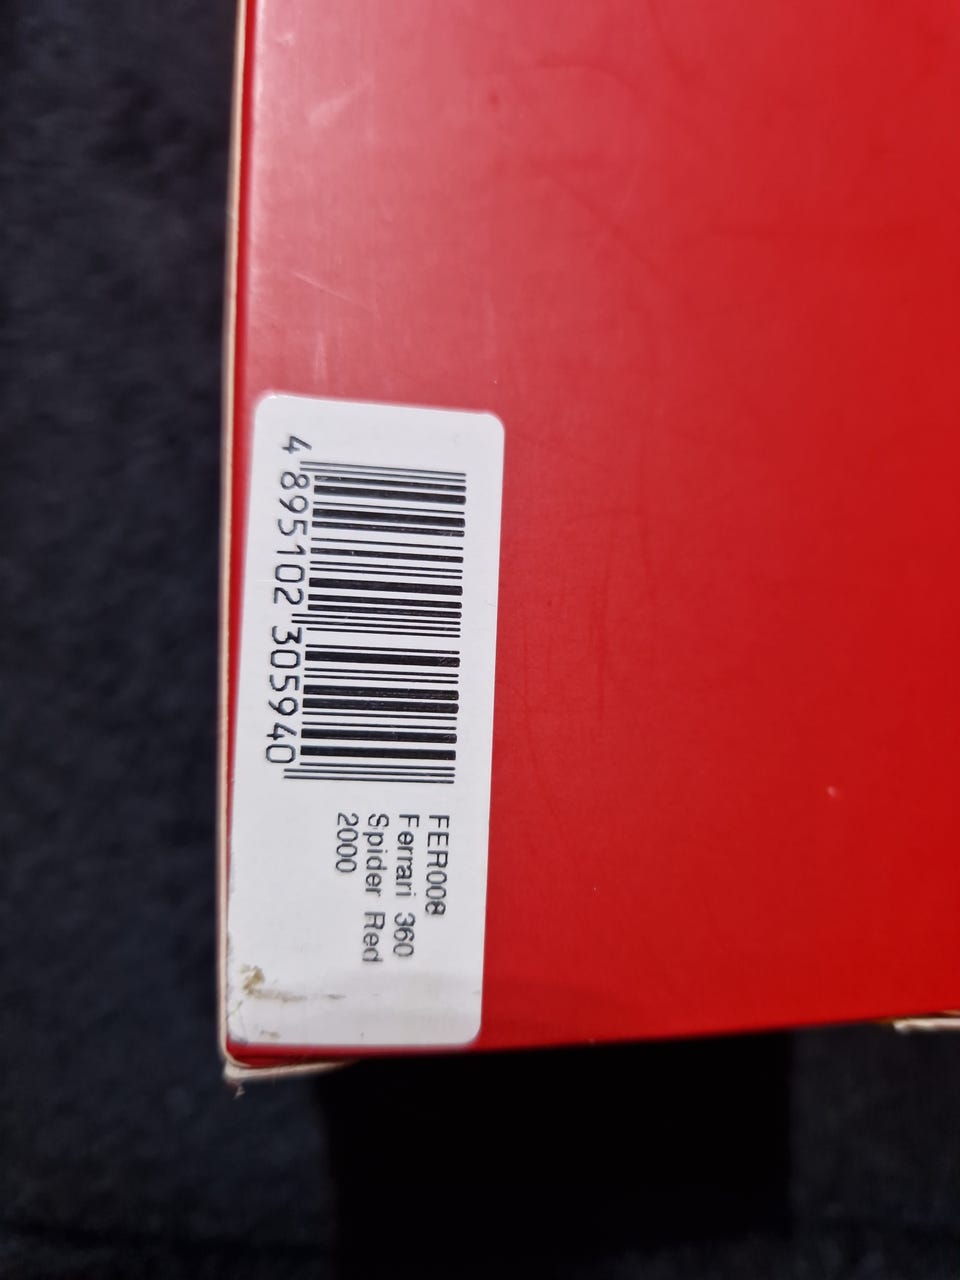 4 895102 305940
FER008
Ferrari 360
Spider Red
2000